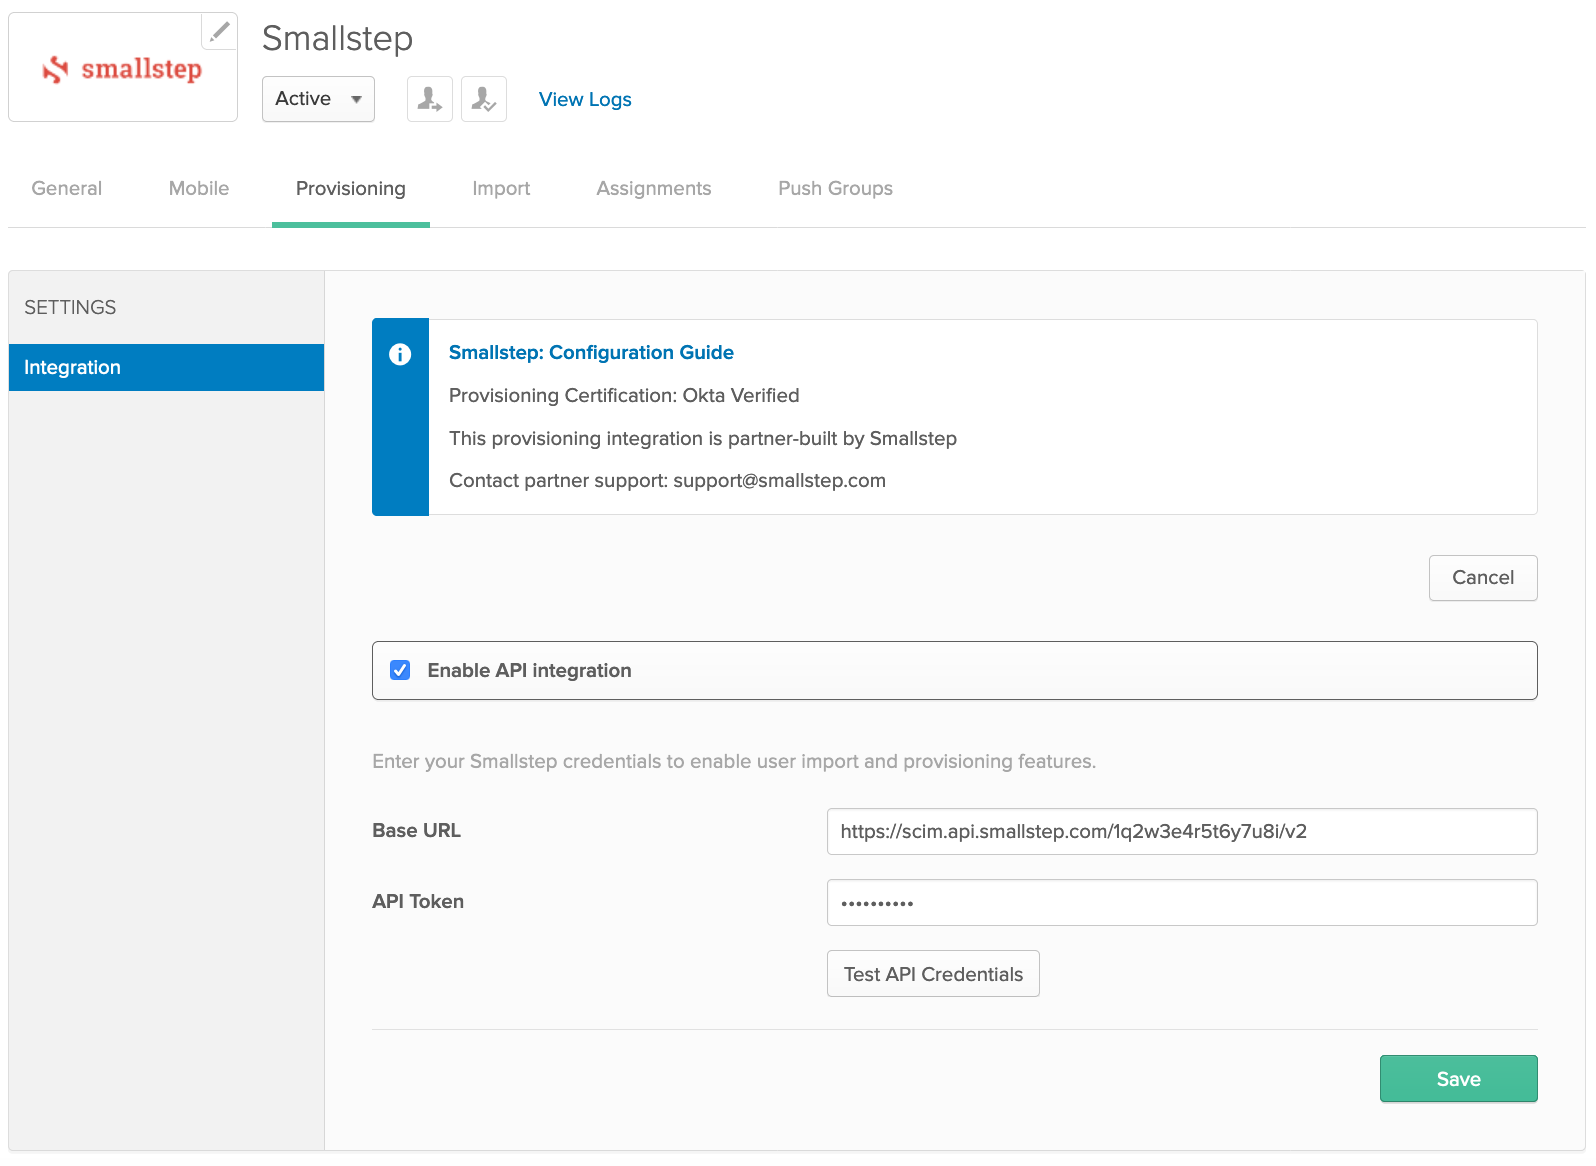 smallstep
Smallstep
Active
View Logs
General
Mobile
Provisioning
Import
Assignments
Push Groups
SETTINGS
Integration
Smallstep: Configuration Guide
Provisioning Certification: Okta Verified
This provisioning integration is partner-built by Smallstep
Contact partner support: support@smallstep.com
Cancel
Enable API integration
Enter your Smallstep credentials to enable user import and provisioning features.
Base URL
https://scim.api.smallstep.com/1q2w3e4r5t6y7u8i/v2
API Token
••••••••••
Test API Credentials
Save